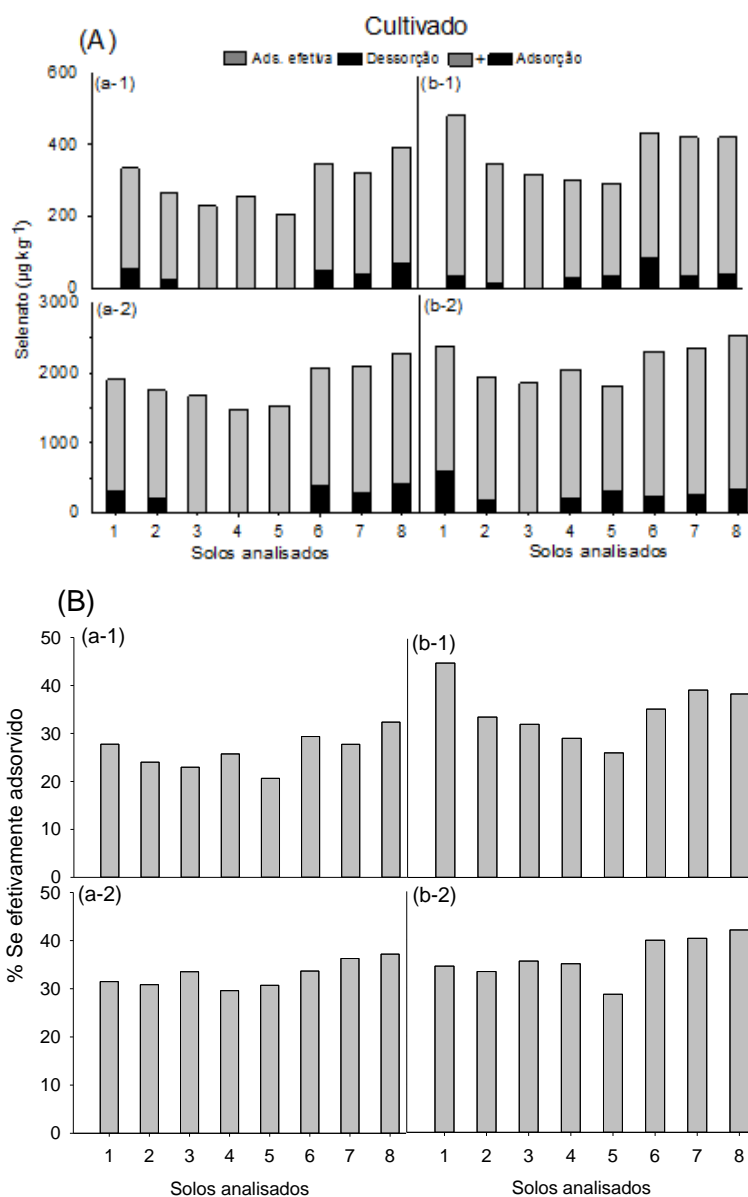 (A)
Cultivado
Ads. efetiva Dessorção + Adsorção
(a-1)
(b-1)
600
400
200
0
Selenato (µg kg-1)
(a-2)
(b-2)
3000
2000
1000
0
1 2 3 4 5 6 7 8 1 2 3 4 5 6 7 8
Solos analisados Solos analisados
(B)
(a-1)
(b-1)
50
40
30
20
10
0
% Se efetivamente adsorvido
(a-2)
(b-2)
50
40
30
20
10
0
1 2 3 4 5 6 7 8 1 2 3 4 5 6 7 8
Solos analisados Solos analisados